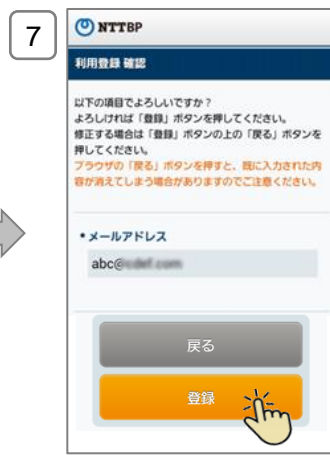 7
NTTBP
利用登録 確認
以下の項目でよろしいですか？
よろしければ「登録」ボタンを押してください。
修正する場合は「登録」ボタンの上の「戻る」ボタンを
押してください。
ブラウザの「戻る」ボタンを押すと、既に入力された内
容が消えてしまう場合がありますのでご注意ください。
•メールアドレス
abc@
戻る
登録